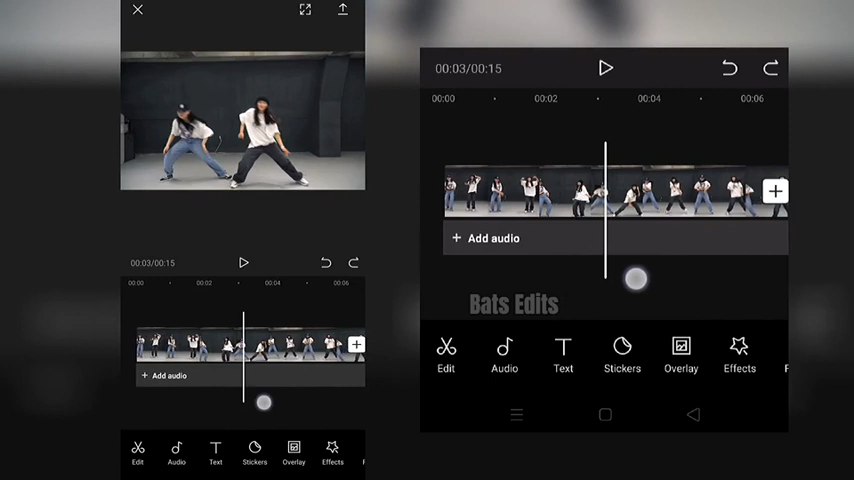 00:03/00:15
00:00
00:02
00:04
00:06
+ Add audio
Edit
Audio
Text
Stickers
Overlay
Effects
F
00:03/00:15
00:00
00:02
00:04
00:06
+ Add audio
Bats Edits
Edit
Audio
Text
Stickers
Overlay
Effects
F